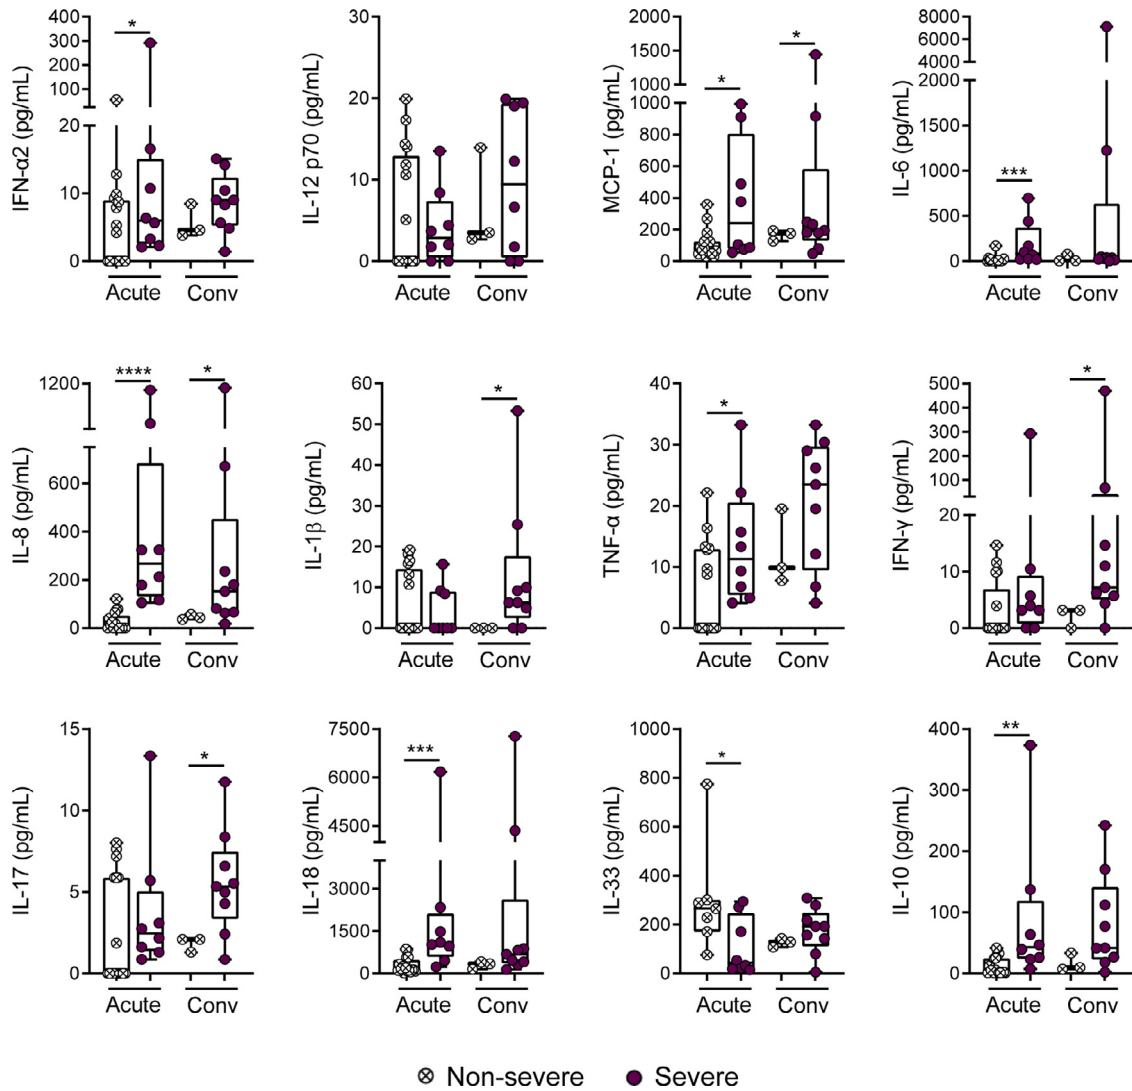 IFN-α2 (pg/mL)
400
300
200
100
20
10
0
*
Acute
Conv
IL-12 p70 (pg/mL)
30
20
10
0
Acute
Conv
MCP-1 (pg/mL)
2000
1500
1000
1000
800
600
400
200
0
*
*
Acute
Conv
IL-6 (pg/mL)
8000
6000
4000
2000
2000
1500
1000
500
0
***
Acute
Conv
IL-8 (pg/mL)
1200
600
400
200
0
****
*
Acute
Conv
IL-1β (pg/mL)
60
50
40
30
20
10
0
*
Acute
Conv
TNF-α (pg/mL)
40
30
20
10
0
*
Acute
Conv
IFN-γ (pg/mL)
500
400
300
200
100
50
20
10
0
*
Acute
Conv
IL-17 (pg/mL)
15
10
5
0
*
Acute
Conv
IL-18 (pg/mL)
7500
6000
4500
3000
1500
0
***
Acute
Conv
IL-33 (pg/mL)
1000
800
600
400
200
0
*
Acute
Conv
IL-10 (pg/mL)
400
300
200
100
0
**
Acute
Conv
Non-severe
Severe